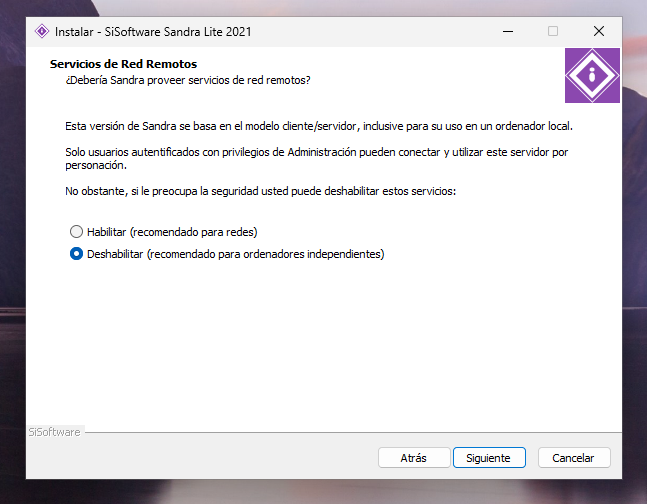 Instalar - SiSoftware Sandra Lite 2021
Servicios de Red Remotos
¿Debería Sandra proveer servicios de red remotos?
Esta versión de Sandra se basa en el modelo cliente/servidor, inclusive para su uso en un ordenador local.
Solo usuarios autentificados con privilegios de Administración pueden conectar y utilizar este servidor por
personación.
No obstante, si le preocupa la seguridad usted puede deshabilitar estos servicios:
Habilitar (recomendado para redes)
Deshabilitar (recomendado para ordenadores independientes)
SiSoftware
Atrás Siguiente Cancelar